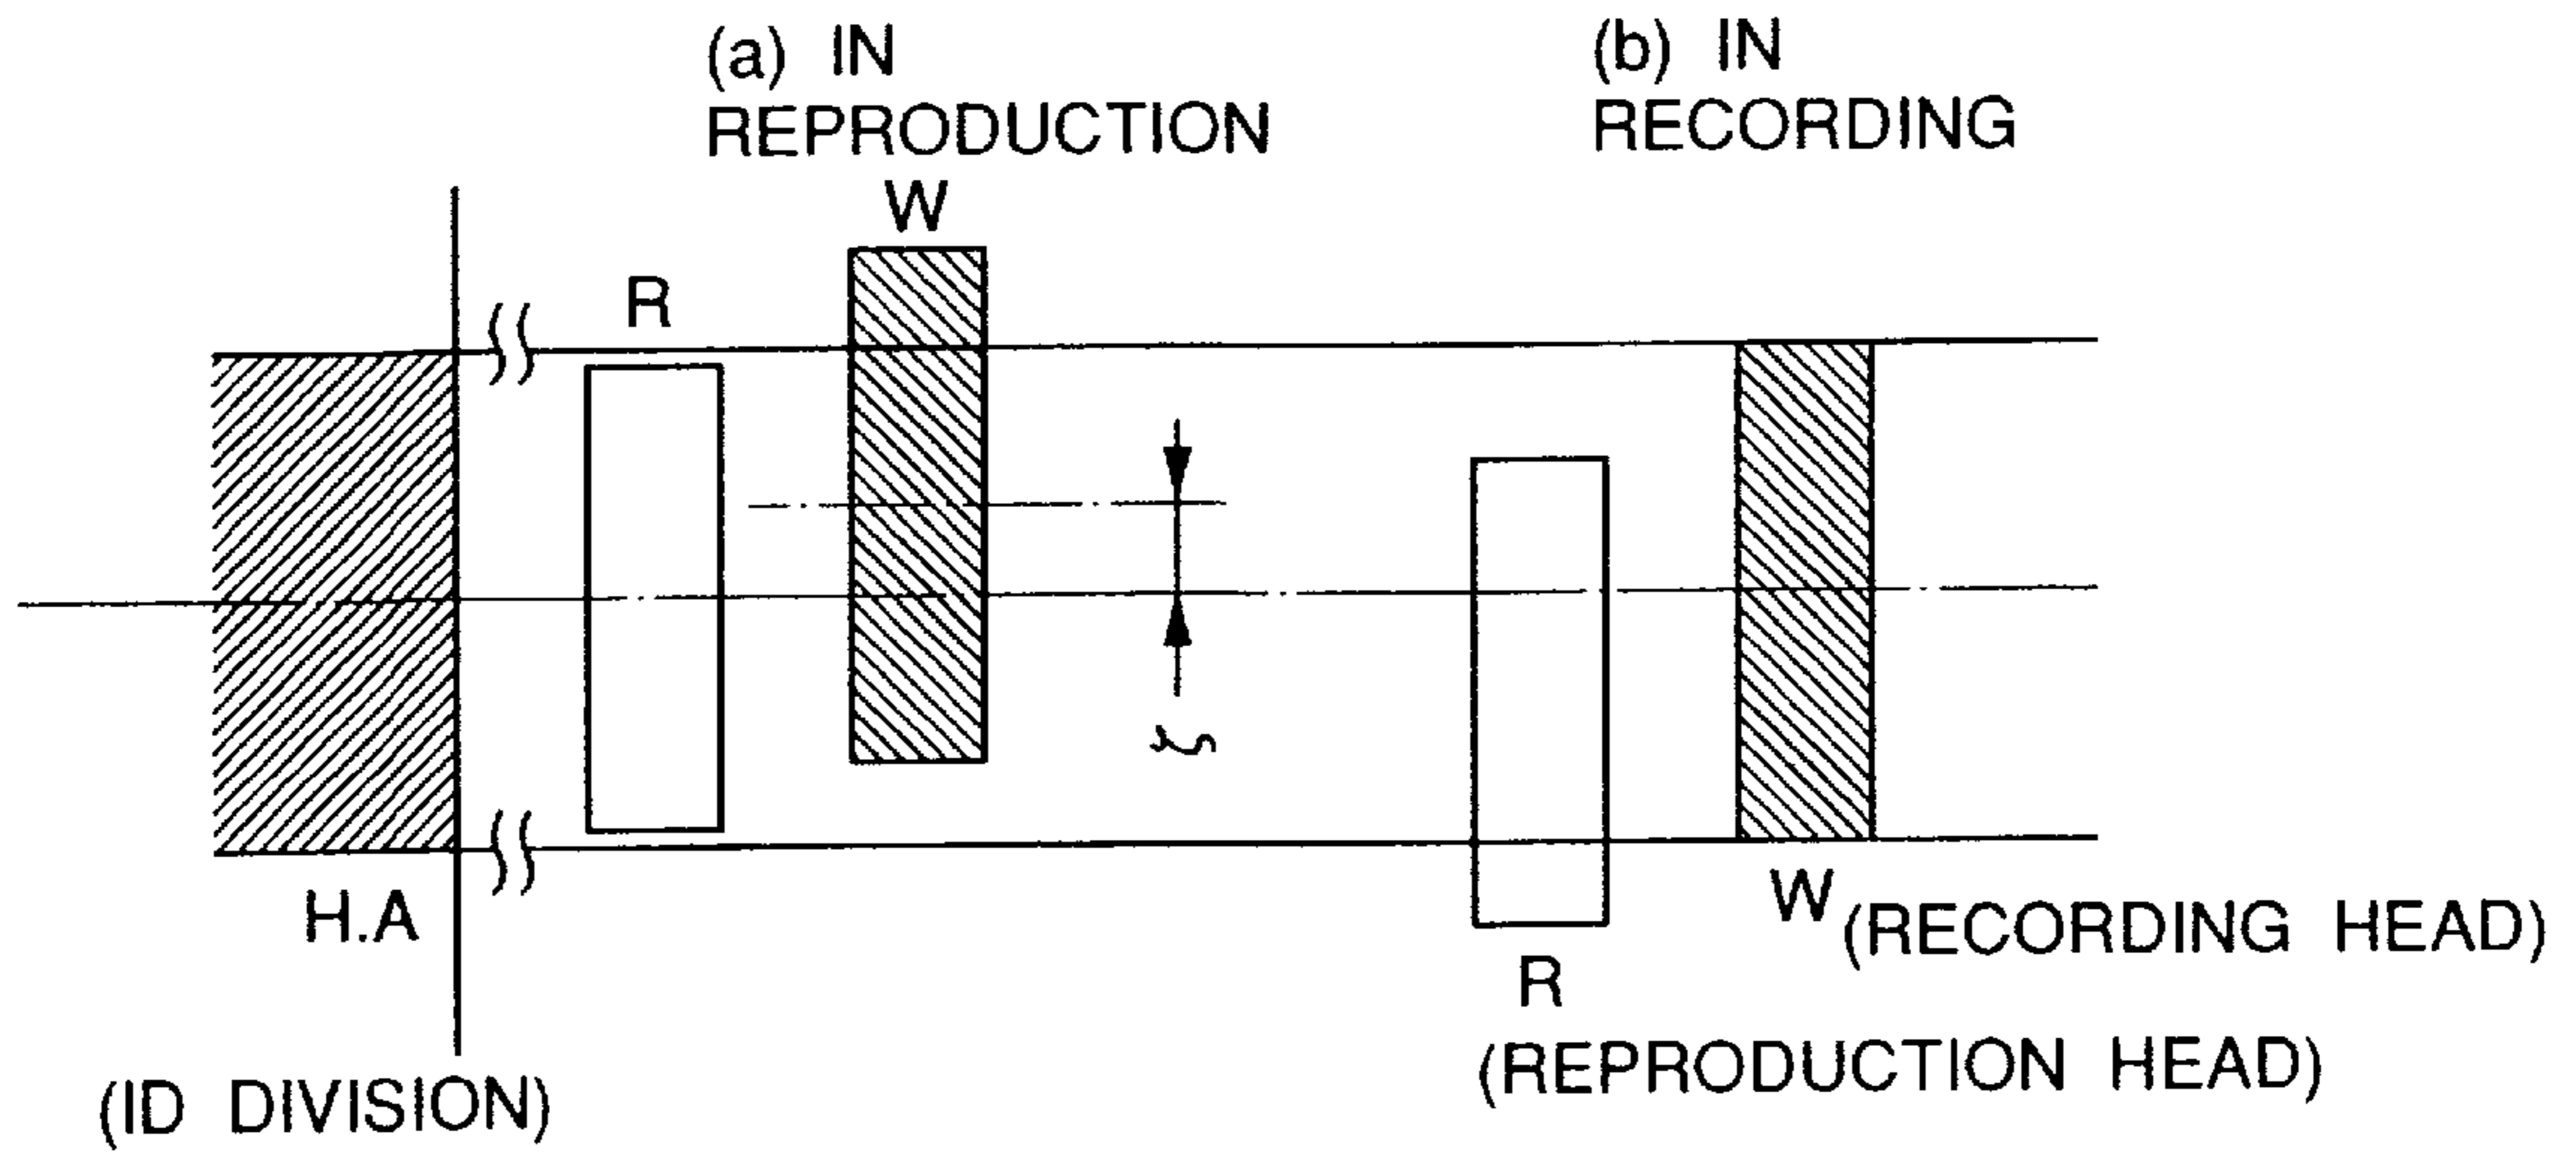 (a) IN
REPRODUCTION
(b) IN
RECORDING
W
R
ζ
H.A
W (RECORDING HEAD)
R
(REPRODUCTION HEAD)
(ID DIVISION)